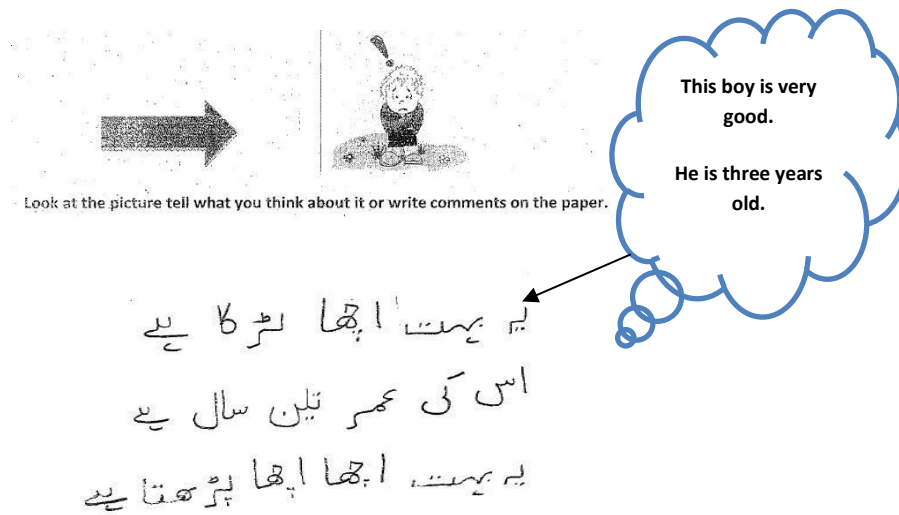 This boy is very
good.
He is three years
old.
Look at the picture tell what you think about it or write comments on the paper.
یہ بہت اچھا لڑکا ہے
اس کی عمر تین سال ہے
یہ بہت اچھا اچھا پڑھتا ہے